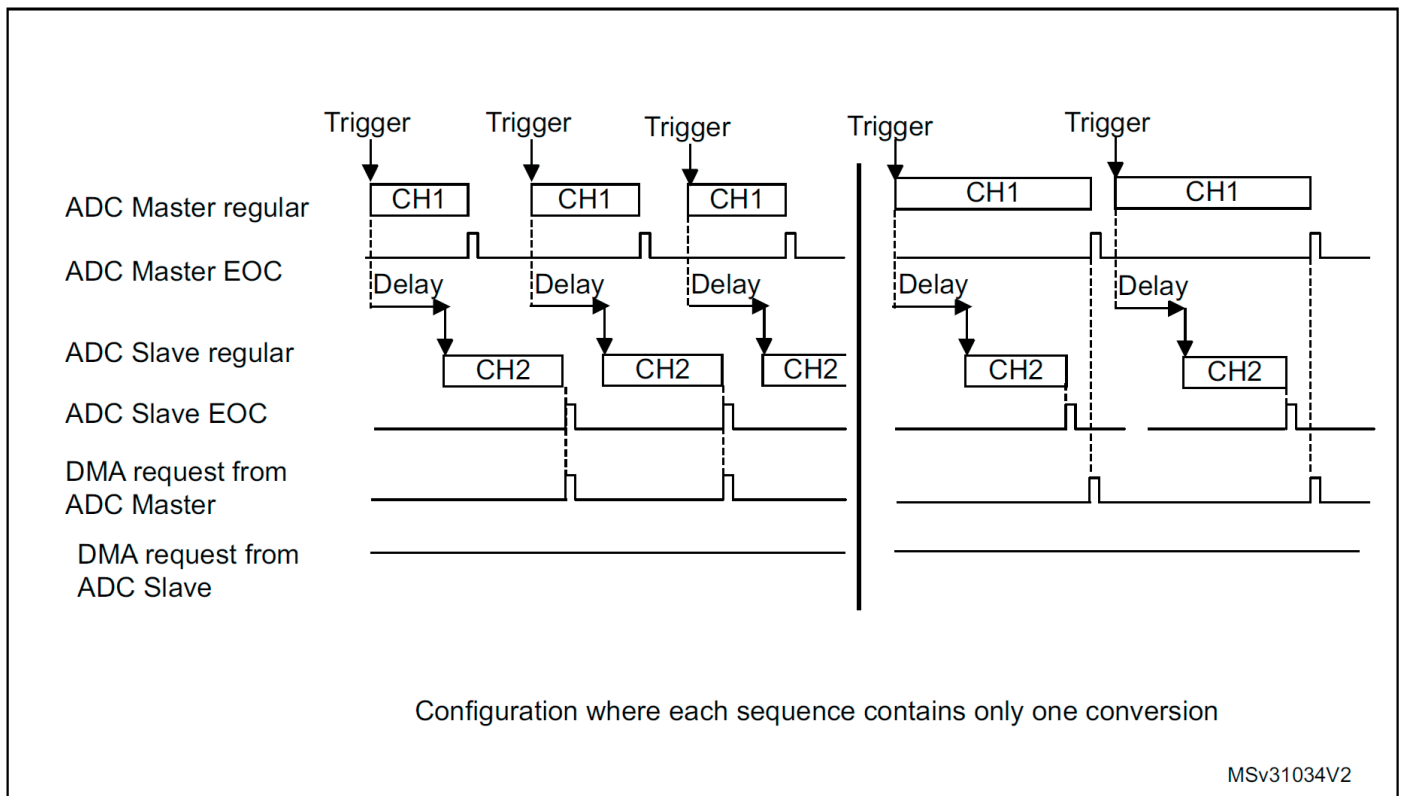 Trigger Trigger Trigger Trigger Trigger
ADC Master regular CH1 CH1 CH1 CH1 CH1
ADC Master EOC
Delay Delay Delay Delay Delay
ADC Slave regular
CH2 CH2 CH2 CH2 CH2
ADC Slave EOC
DMA request from
ADC Master
DMA request from
ADC Slave
Configuration where each sequence contains only one conversion
MSv31034V2